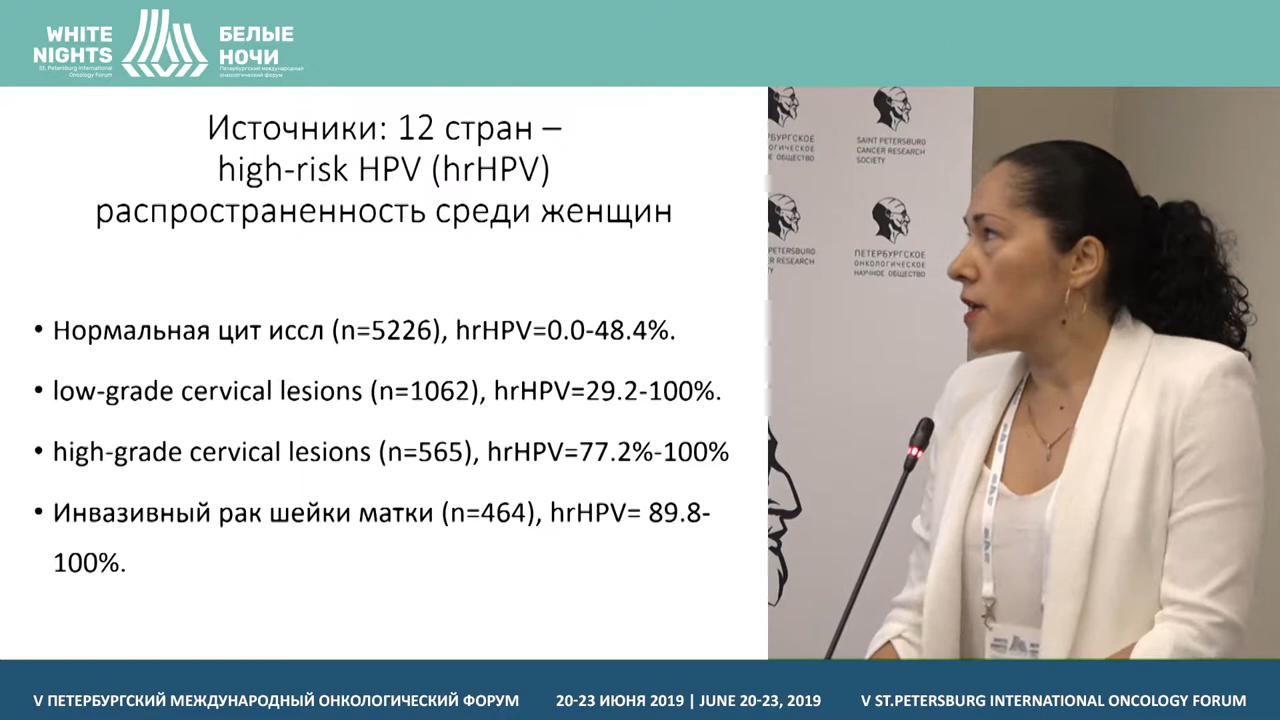 WHITE
NIGHTS
St. Petersburg International
Oncology Forum
БЕЛЫЕ
НОЧИ
Петербургский международный
онкологический форум
Источники: 12 стран –
high-risk HPV (hrHPV)
распространенность среди женщин
• Нормальная цит иссл (n=5226), hrHPV=0.0-48.4%.
• low-grade cervical lesions (n=1062), hrHPV=29.2-100%.
• high-grade cervical lesions (n=565), hrHPV=77.2%-100%
• Инвазивный рак шейки матки (n=464), hrHPV= 89.8-
100%.
SAINT PETERSBURG
CANCER RESEARCH
SOCIETY
ПЕТЕРБУРГСКОЕ
ОНКОЛОГИЧЕСКОЕ
НАУЧНОЕ ОБЩЕСТВО
V ПЕТЕРБУРГСКИЙ МЕЖДУНАРОДНЫЙ ОНКОЛОГИЧЕСКИЙ ФОРУМ
20-23 ИЮНЯ 2019 | JUNE 20-23, 2019
V ST.PETERSBURG INTERNATIONAL ONCOLOGY FORUM